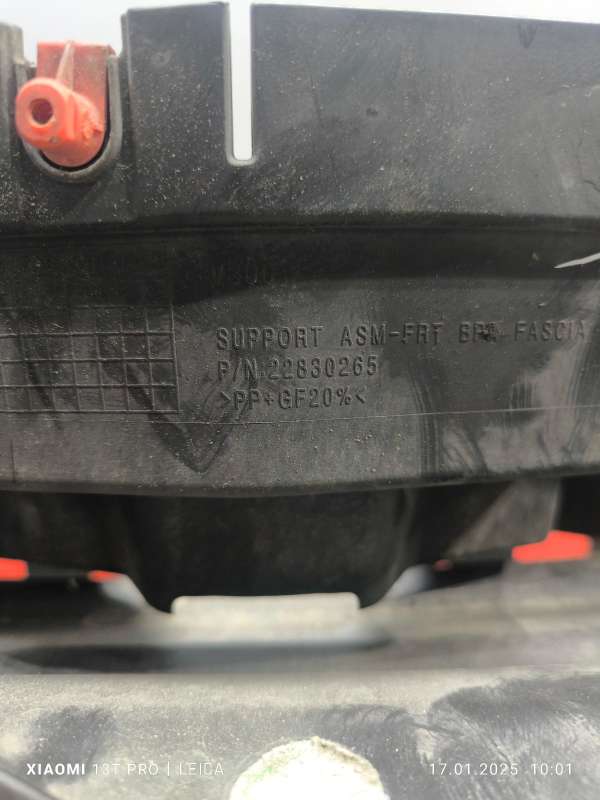 SUPPORT ASM-FRT BPR FASCIA
P/N 22830265
>PP+GF20%<
XIAOMI 13T PRO | LEICA
17.01.2025 10:01